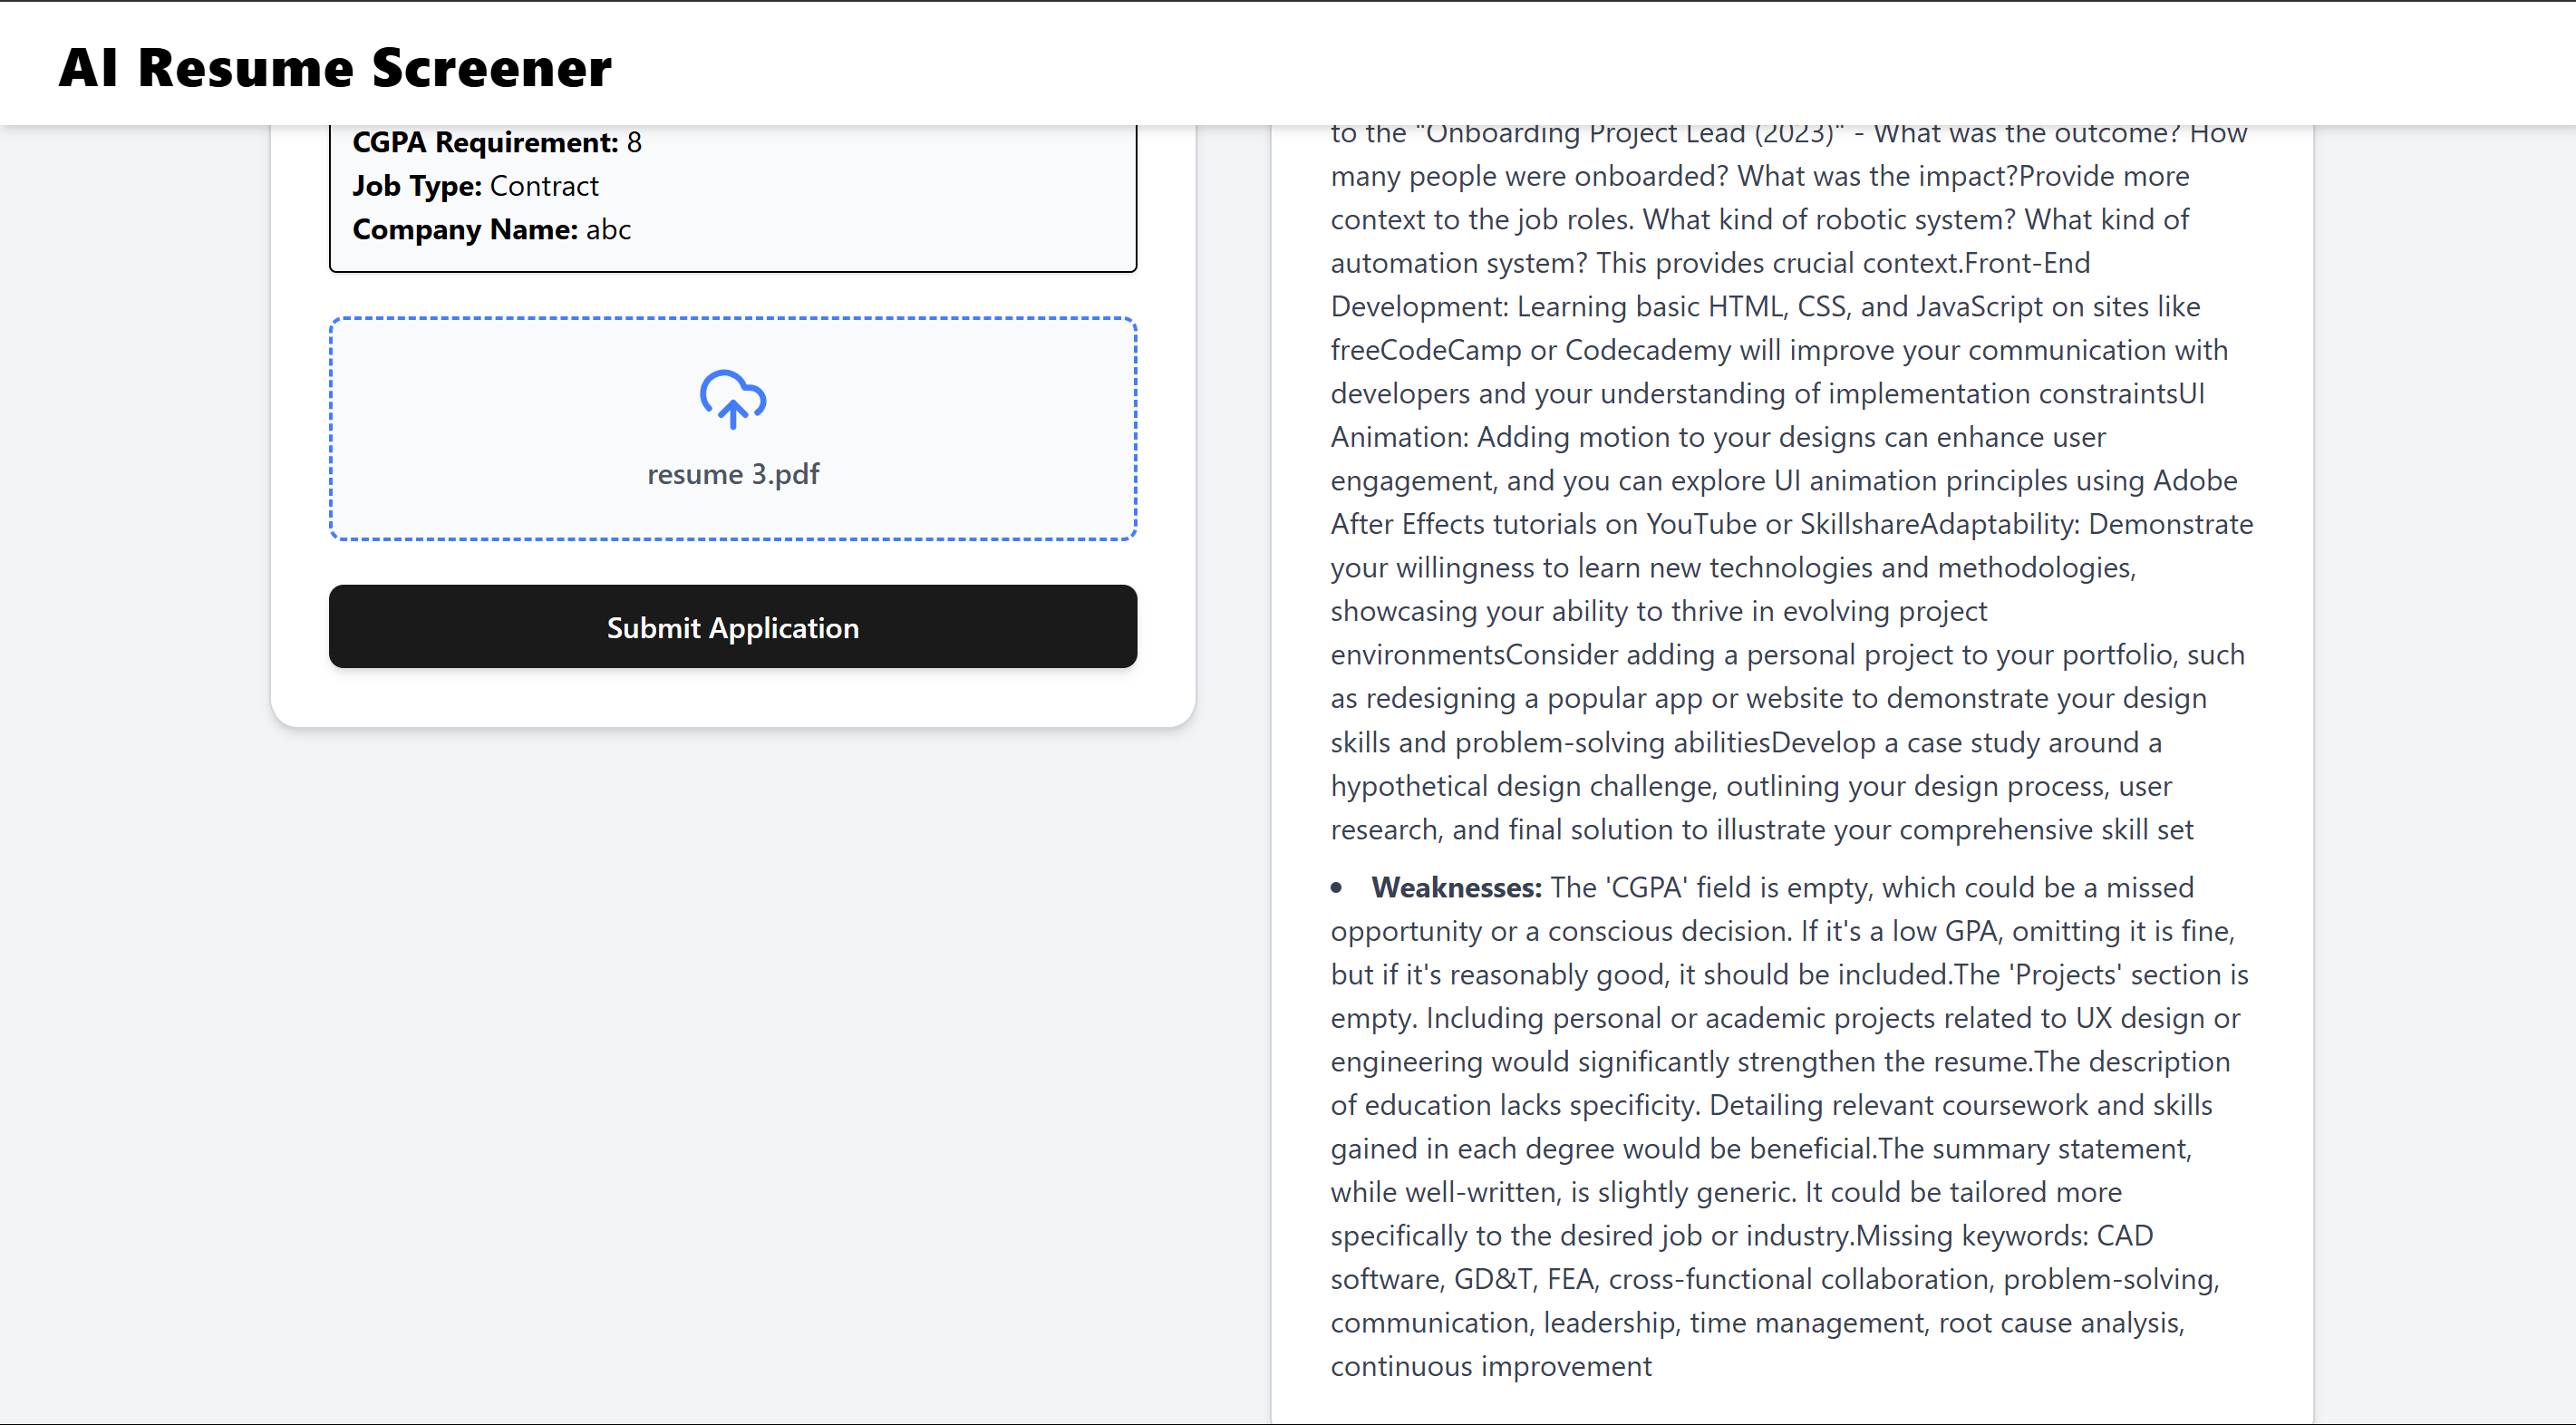 AI Resume Screener
CGPA Requirement: 8
Job Type: Contract
Company Name: abc
resume 3.pdf
Submit Application
to the "Onboarding Project Lead (2023)" - What was the outcome? How
many people were onboarded? What was the impact?Provide more
context to the job roles. What kind of robotic system? What kind of
automation system? This provides crucial context.Front-End
Development: Learning basic HTML, CSS, and JavaScript on sites like
freeCodeCamp or Codecademy will improve your communication with
developers and your understanding of implementation constraintsUI
Animation: Adding motion to your designs can enhance user
engagement, and you can explore UI animation principles using Adobe
After Effects tutorials on YouTube or SkillshareAdaptability: Demonstrate
your willingness to learn new technologies and methodologies,
showcasing your ability to thrive in evolving project
environmentsConsider adding a personal project to your portfolio, such
as redesigning a popular app or website to demonstrate your design
skills and problem-solving abilitiesDevelop a case study around a
hypothetical design challenge, outlining your design process, user
research, and final solution to illustrate your comprehensive skill set
• Weaknesses: The 'CGPA' field is empty, which could be a missed
opportunity or a conscious decision. If it's a low GPA, omitting it is fine,
but if it's reasonably good, it should be included.The 'Projects' section is
empty. Including personal or academic projects related to UX design or
engineering would significantly strengthen the resume.The description
of education lacks specificity. Detailing relevant coursework and skills
gained in each degree would be beneficial.The summary statement,
while well-written, is slightly generic. It could be tailored more
specifically to the desired job or industry.Missing keywords: CAD
software, GD&T, FEA, cross-functional collaboration, problem-solving,
communication, leadership, time management, root cause analysis,
continuous improvement